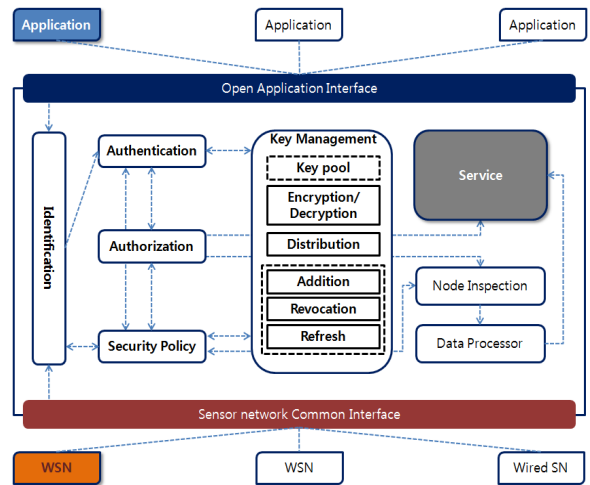 Application
Application
Application
Open Application Interface
Identification
Authentication
Authorization
Security Policy
Key Management
Key pool
Encryption/
Decryption
Distribution
Addition
Revocation
Refresh
Service
Node Inspection
Data Processor
Sensor network Common Interface
WSN
WSN
Wired SN